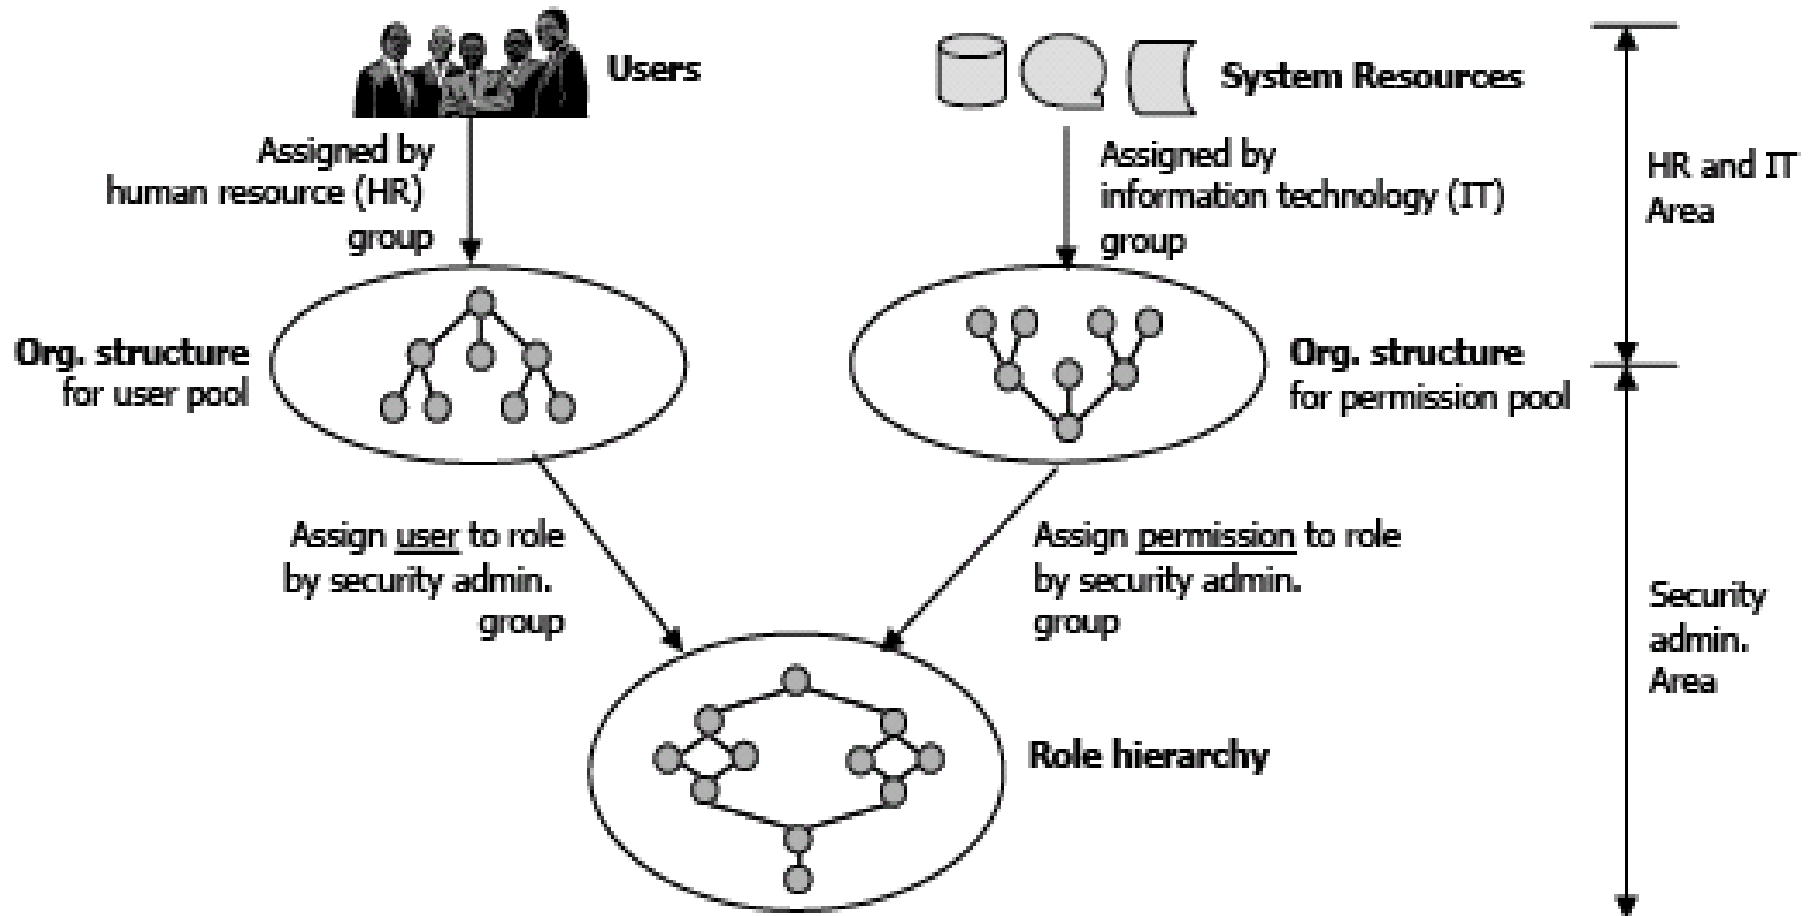 Users
System Resources
Assigned by
human resource (HR)
group
Assigned by
information technology (IT)
group
HR and IT
Area
Org. structure
for user pool
Org. structure
for permission pool
Assign user to role
by security admin.
group
Assign permission to role
by security admin.
group
Security
admin.
Area
Role hierarchy